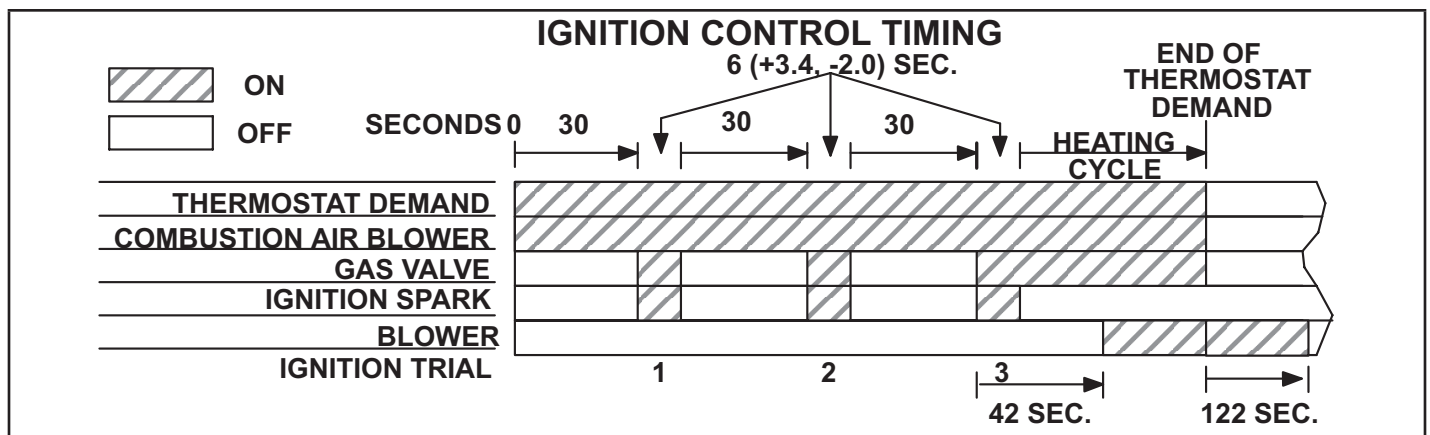 IGNITION CONTROL TIMING
6 (+3.4, -2.0) SEC.
END OF
THERMOSTAT
DEMAND
ON
OFF
SECONDS 0 30 30 30
HEATING
CYCLE
THERMOSTAT DEMAND
COMBUSTION AIR BLOWER
GAS VALVE
IGNITION SPARK
BLOWER
IGNITION TRIAL 1 2 3
42 SEC. 122 SEC.